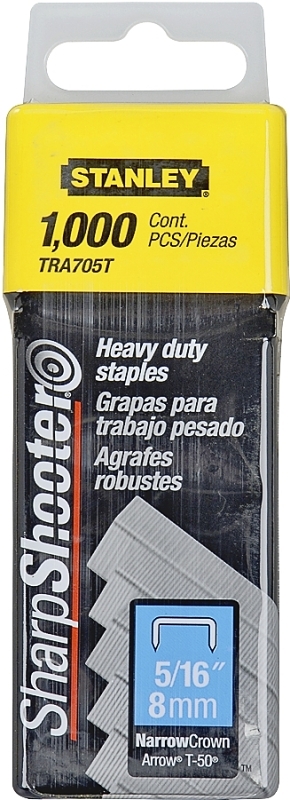 STANLEY®
1,000 Cont. PCS/Piezas
TRA705T
SharpShooter
Heavy duty
staples
Grapas para
trabajo pesado
Agrafes
robustes
5/16"
8mm
NarrowCrown
Arrow® T-50®
™